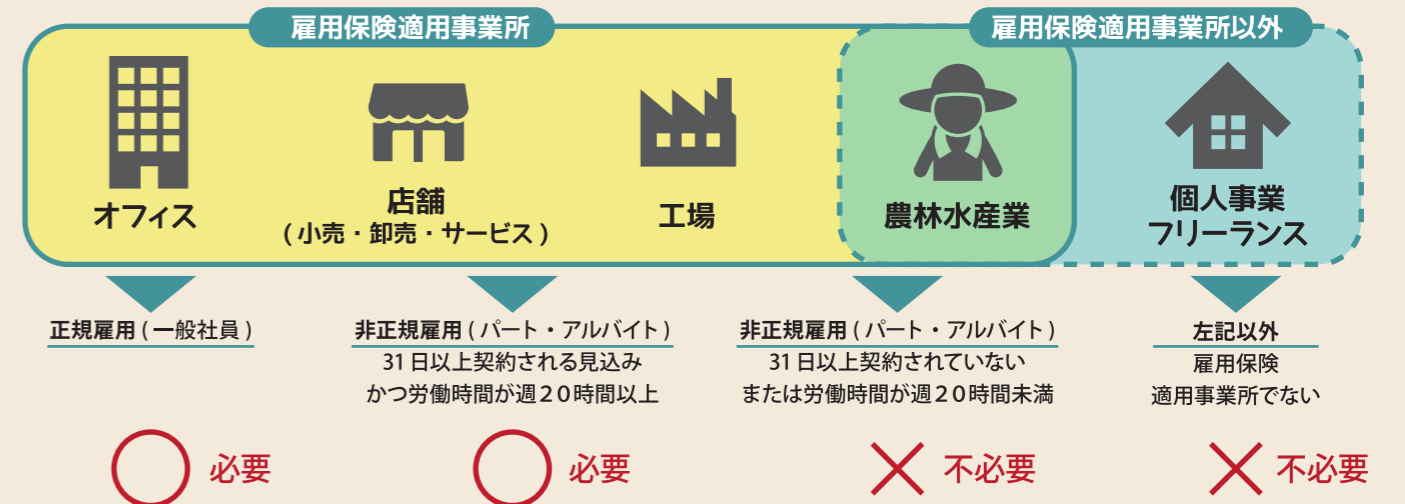 雇用保険適用事業所
雇用保険適用事業所以外
オフィス
店舗
(小売・卸売・サービス)
工場
農林水産業
個人事業
フリーランス
正規雇用(一般社員)
非正規雇用(パート・アルバイト)
31日以上契約される見込み
かつ労働時間が週20時間以上
非正規雇用(パート・アルバイト)
31日以上契約されていない
または労働時間が週20時間未満
左記以外
雇用保険
適用事業所でない
必要
必要
不必要
不必要